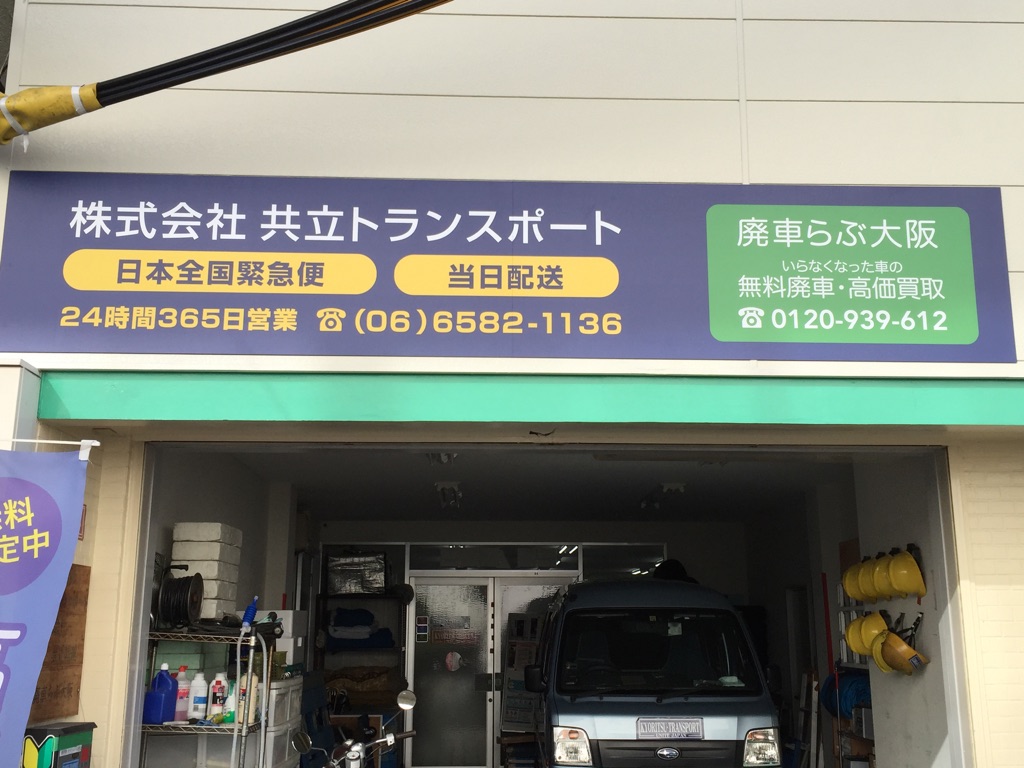 株式会社 共立トランスポート
日本全国緊急便 当日配送
24時間365日営業 ☎(06)6582-1136
廃車らぶ大阪
いらなくなった車の
無料廃車・高価買取
☎0120-939-612
料
定中
KYORITSU TRANSPORT